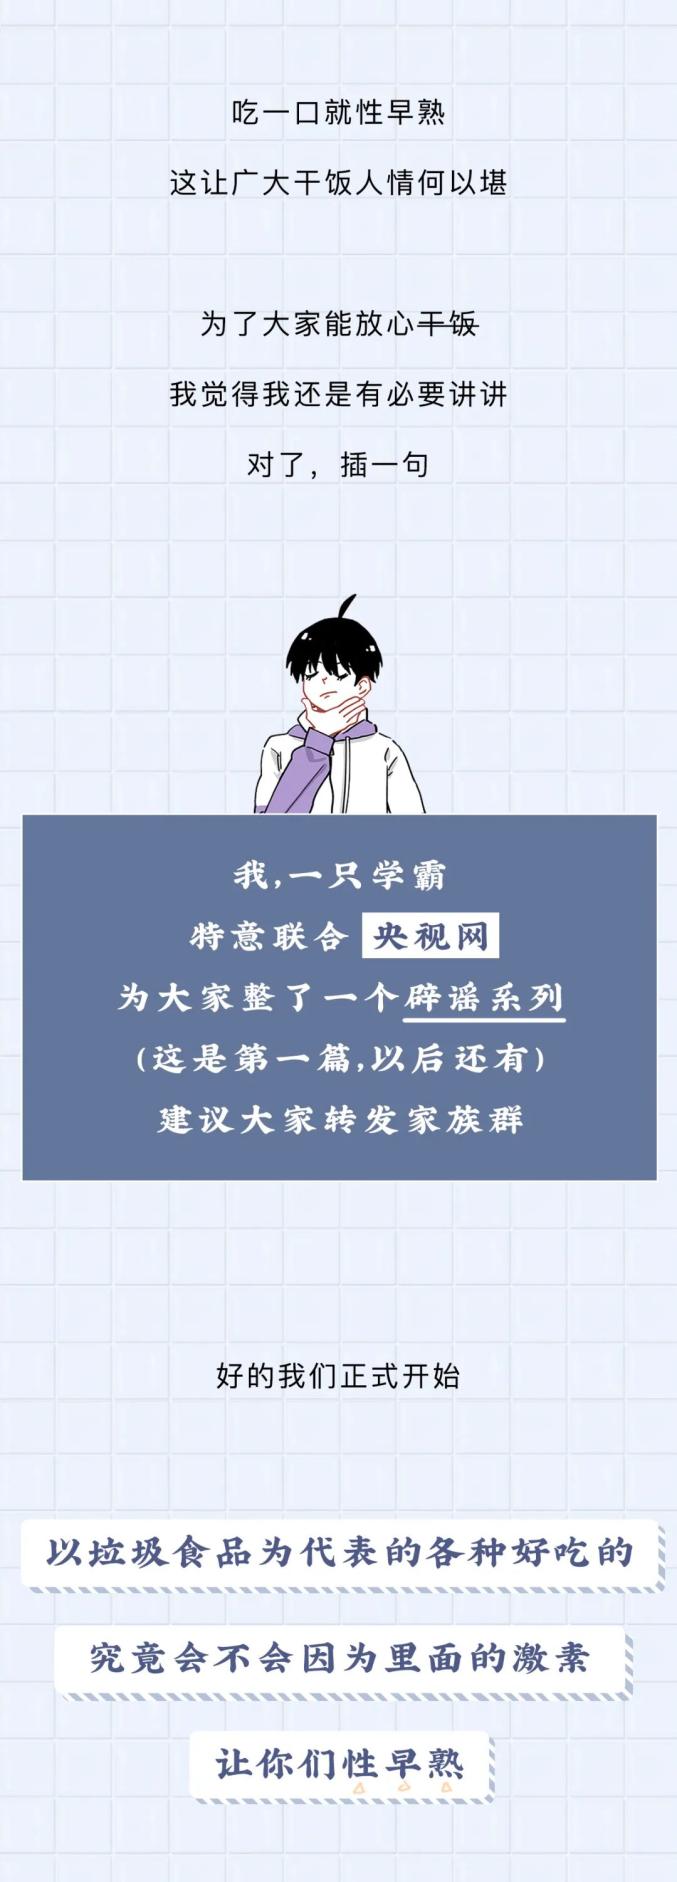 吃一口就性早熟
这让广大干饭人情何以堪
为了大家能放心干饭
我觉得我还是有必要讲讲
对了，插一句
我，一只学霸
特意联合 央视网
为大家整了一个辟谣系列
(这是第一篇，以后还有)
建议大家转发家族群
好的我们正式开始
以垃圾食品为代表的各种好吃的
究竟会不会因为里面的激素
让你们性早熟